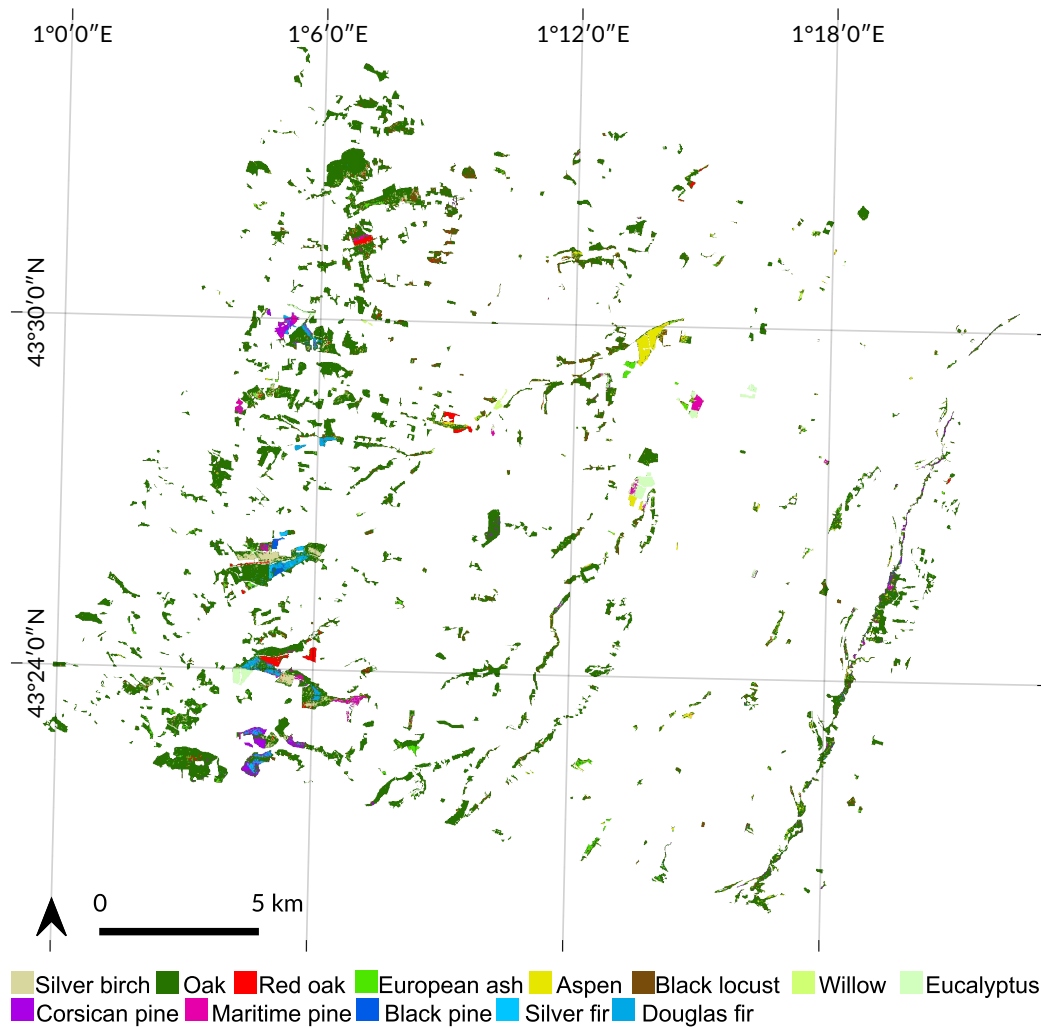 1°0′0″E 1°6′0″E 1°12′0″E 1°18′0″E
43°30′0″N
43°24′0″N
0 5 km
Silver birch Oak Red oak European ash Aspen Black locust Willow Eucalyptus
Corsican pine Maritime pine Black pine Silver fir Douglas fir